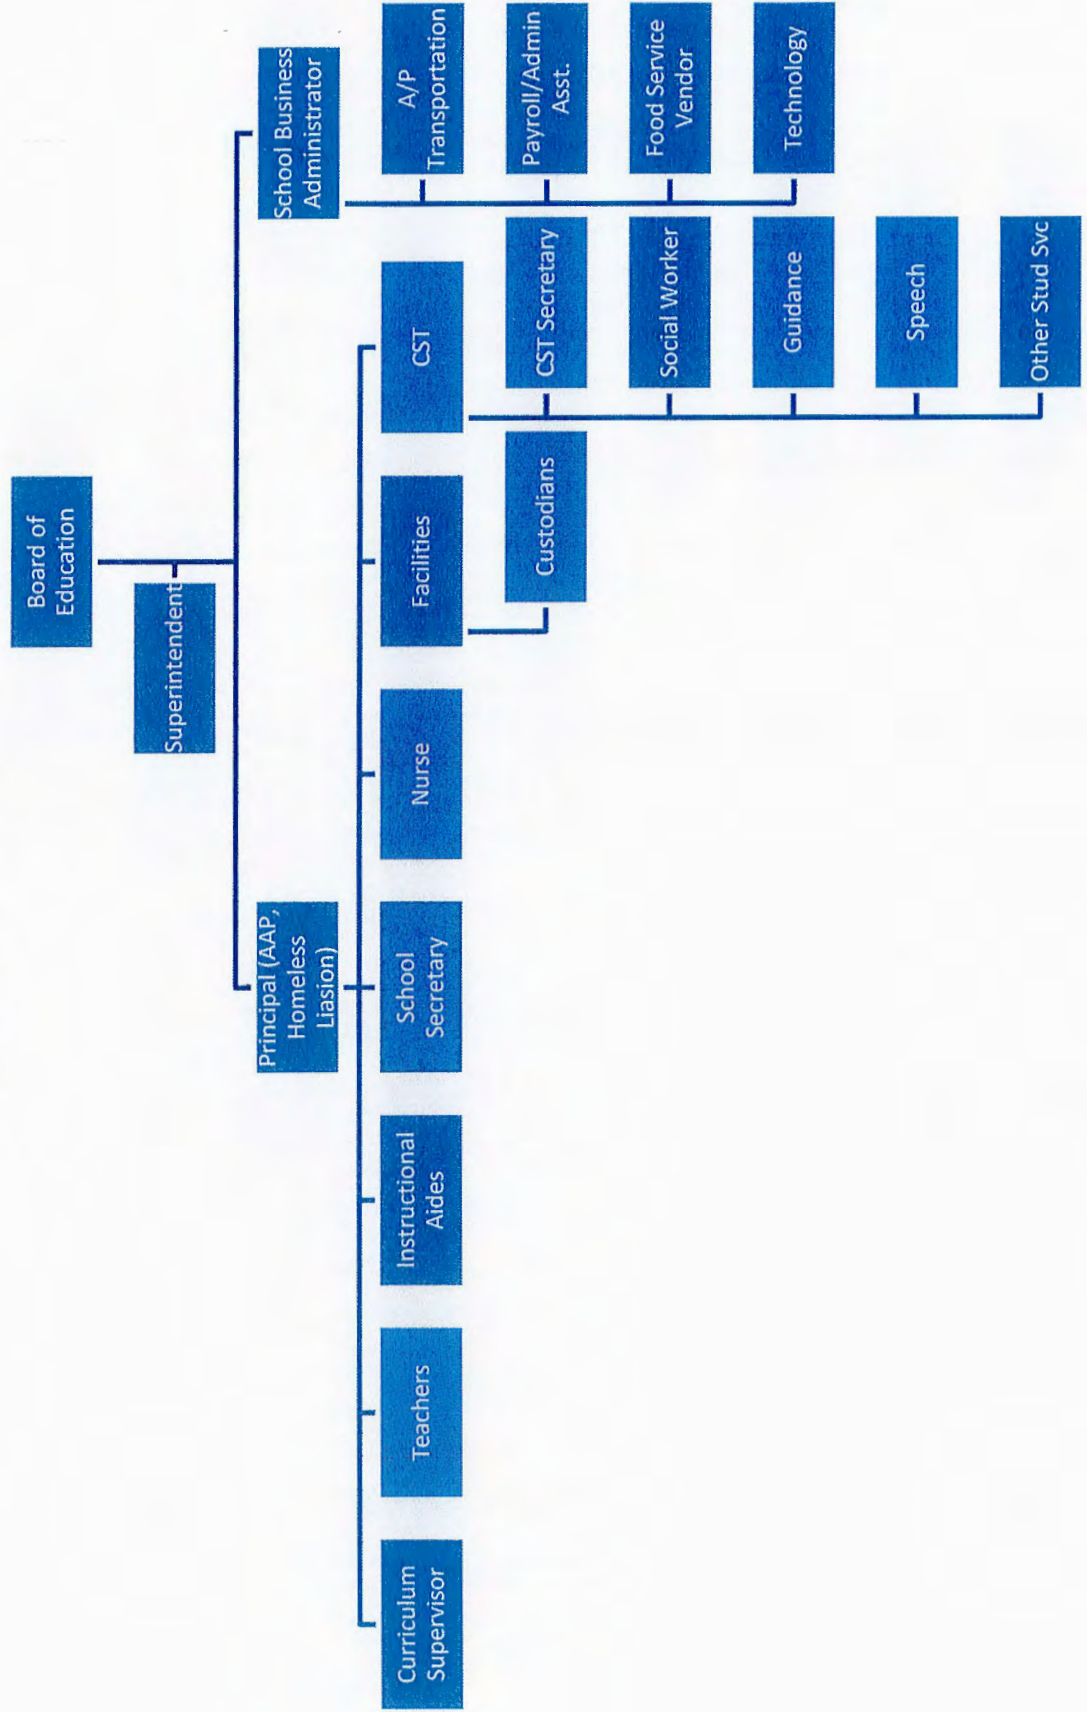 Board of
Education
Superintendent
Principal (AAP,
Homeless
Liasion)
School Business
Administrator
Curriculum
Supervisor
Teachers
Instructional
Aides
School
Secretary
Nurse
Facilities
CST
A/P
Transportation
Custodians
CST Secretary
Payroll/Admin
Asst.
Social Worker
Food Service
Vendor
Guidance
Technology
Speech
Other Stud Svc